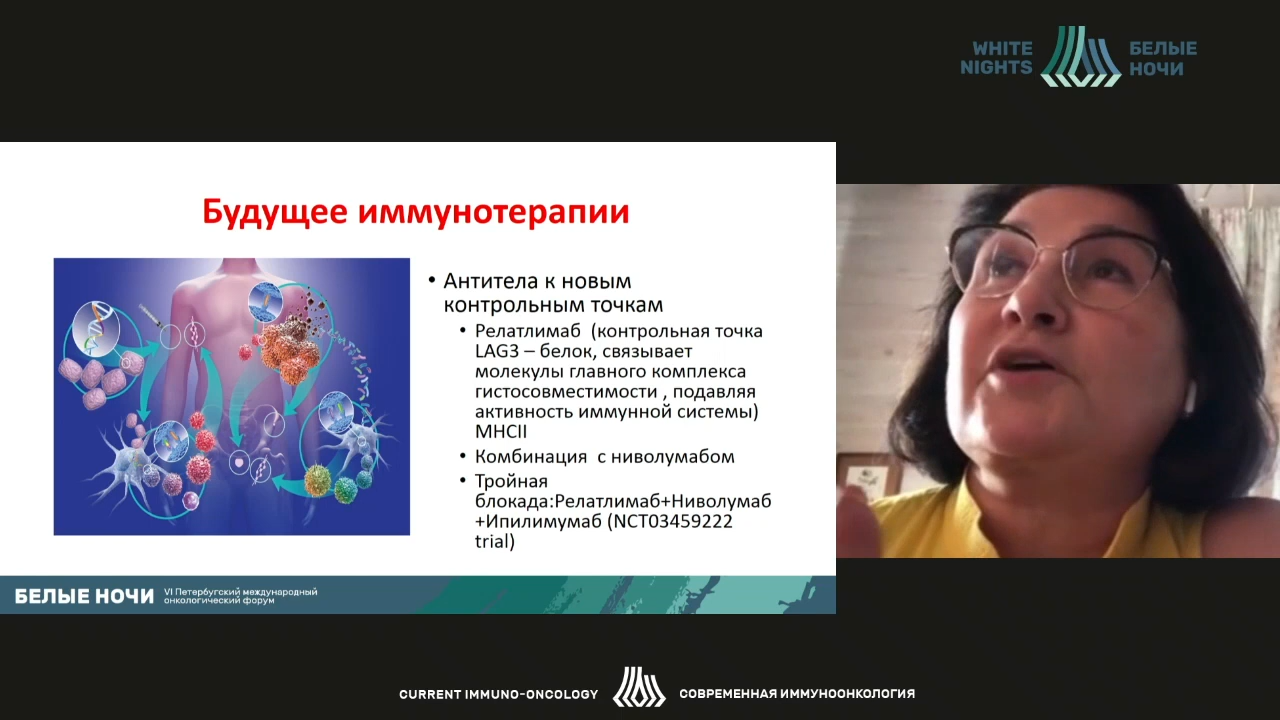 WHITE
NIGHTS
БЕЛЫЕ
НОЧИ
Будущее иммунотерапии
• Антитела к новым
контрольным точкам
• Релатлимаб (контрольная точка
LAG3 – белок, связывает
молекулы главного комплекса
гистосовместимости , подавляя
активность иммунной системы)
MHCII
• Комбинация с ниволумабом
• Тройная
блокада:Релатлимаб+Ниволумаб
+Ипилимумаб (NCT03459222
trial)
БЕЛЫЕ НОЧИ
VI Петербугский международный
онкологический форум
CURRENT IMMUNO-ONCOLOGY
СОВРЕМЕННАЯ ИММУНООНКОЛОГИЯ